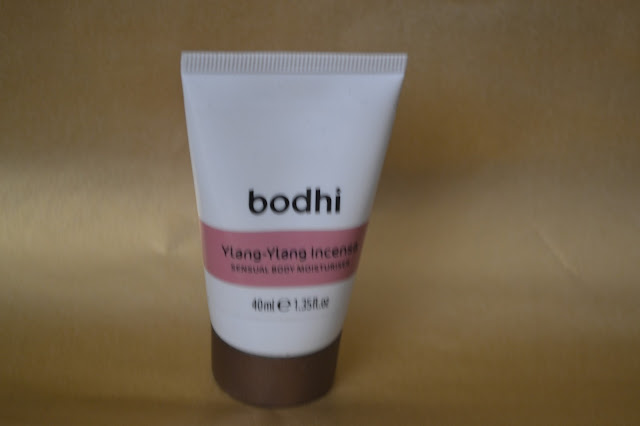 bodhi
Ylang-Ylang Incense
SENSUAL BODY MOISTURISER
40ml ℮ 1.35fl.oz